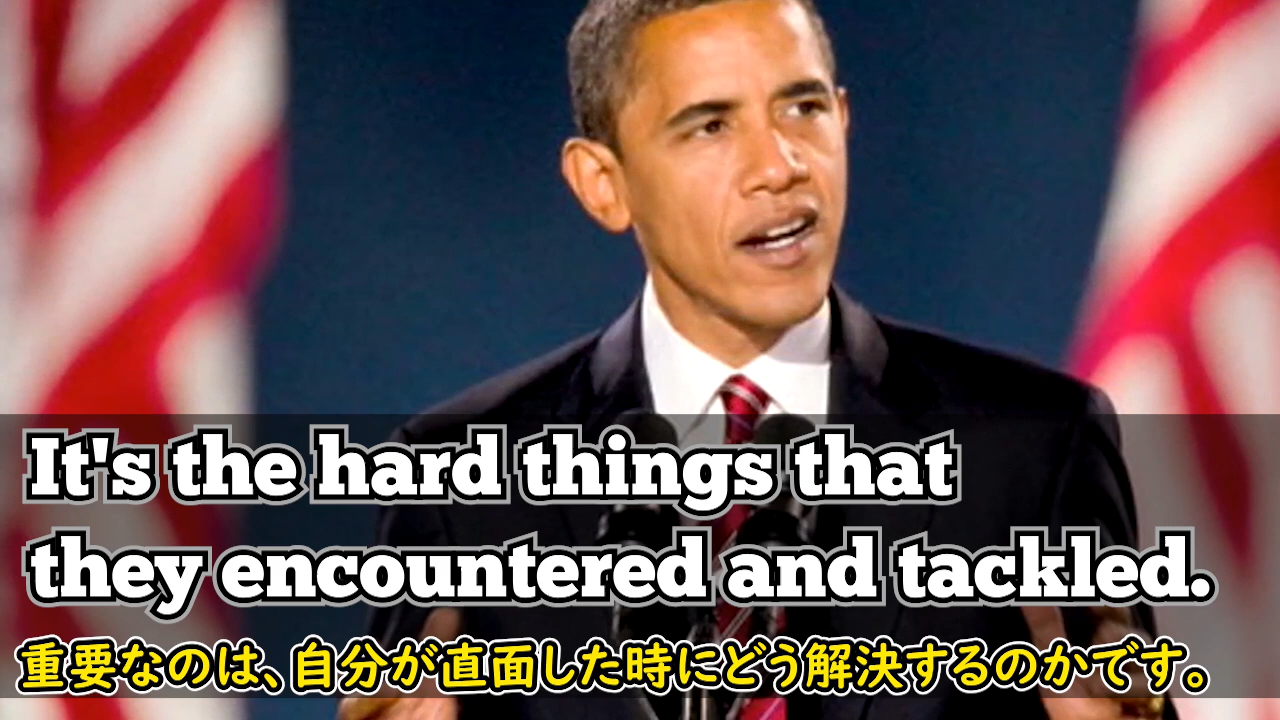 It's the hard things that
they encountered and tackled.
重要なのは、自分が直面した時にどう解決するのかです。